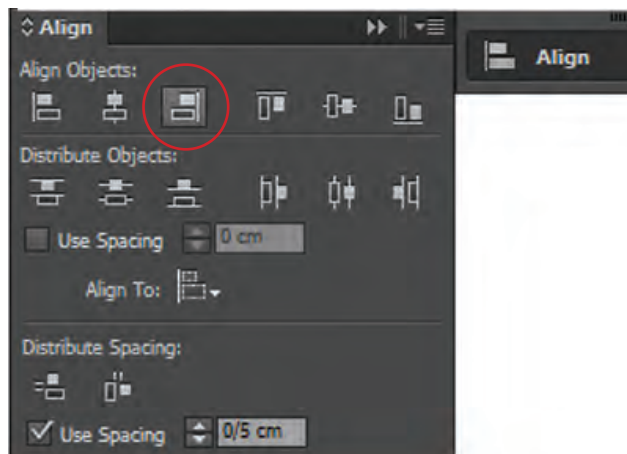 Align
Align
Align Objects:
Distribute Objects:
Use Spacing 0 cm
Align To:
Distribute Spacing:
Use Spacing 0/5 cm